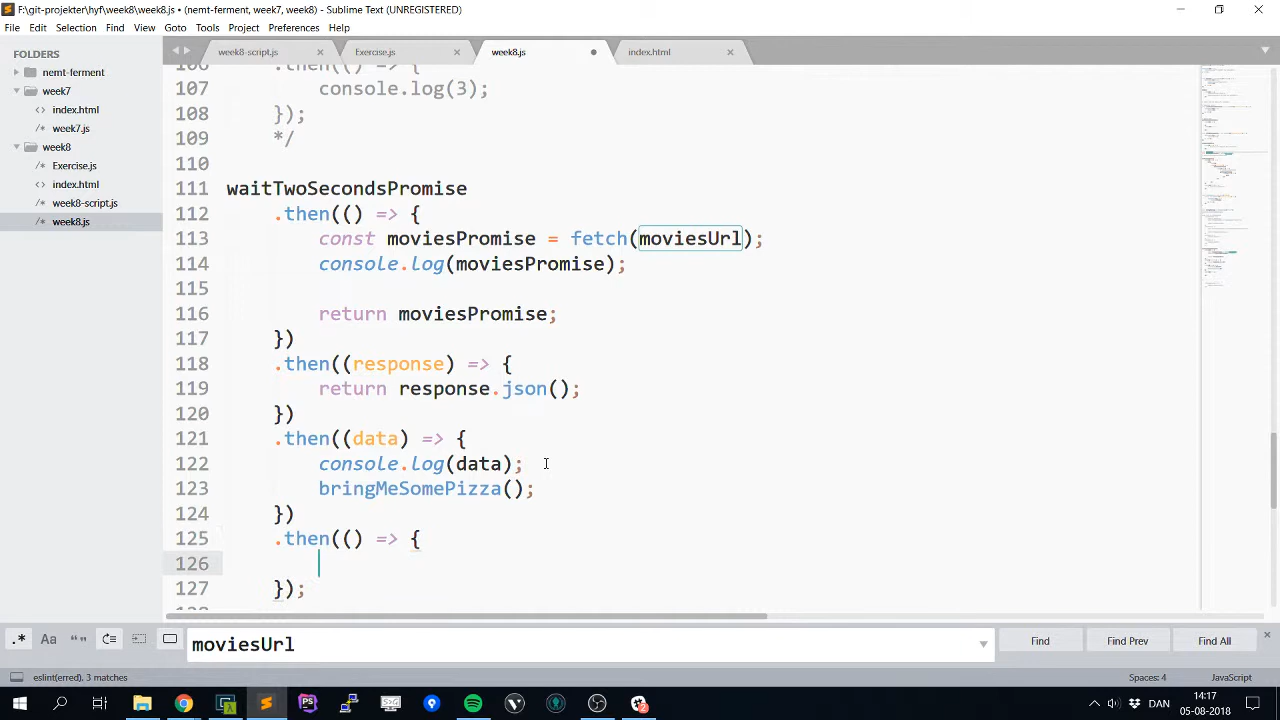 F:\git-projekter\hyf\week8\week8.js • (nemt-ferment, week7, week8) - Sublime Text (UNREGISTERED)
File Edit Selection Find View Goto Tools Project Preferences Help
FOLDERS
nemt-ferment
week7
index.html
week7.js
week8
Exercise.js
index.html
week8-script.js
week8.js
week8-script.js
Exercise.js
week8.js
index.html
106 .then(() => {
107 console.log(3);
108 });
109 */
110
111 waitTwoSecondsPromise
112 .then(() => {
113 const moviesPromise = fetch(moviesUrl);
114 console.log(moviesPromise);
115
116 return moviesPromise;
117 })
118 .then((response) => {
119 return response.json();
120 })
121 .then((data) => {
122 console.log(data);
123 bringMeSomePizza();
124 })
125 .then(() => {
126
127 });
128
.* Aa “” moviesUrl Find Find Prev Find All
eslint(erred), 3 matches Spaces: 4 JavaScript
DAN 14:17
05-08-2018